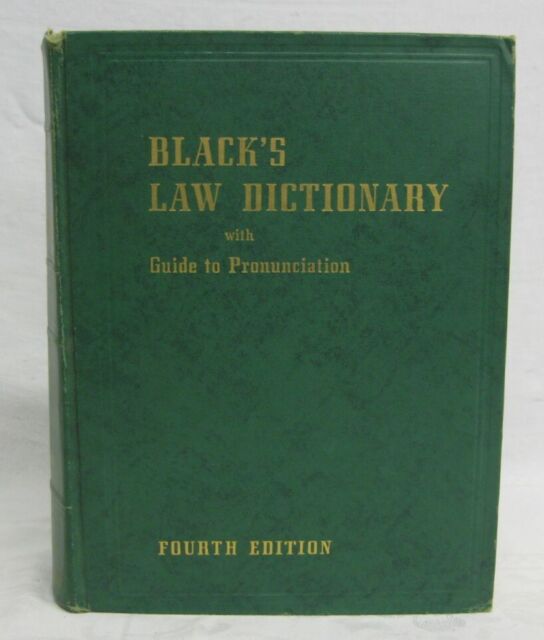 BLACK'S
LAW DICTIONARY
with
Guide to Pronunciation
FOURTH EDITION